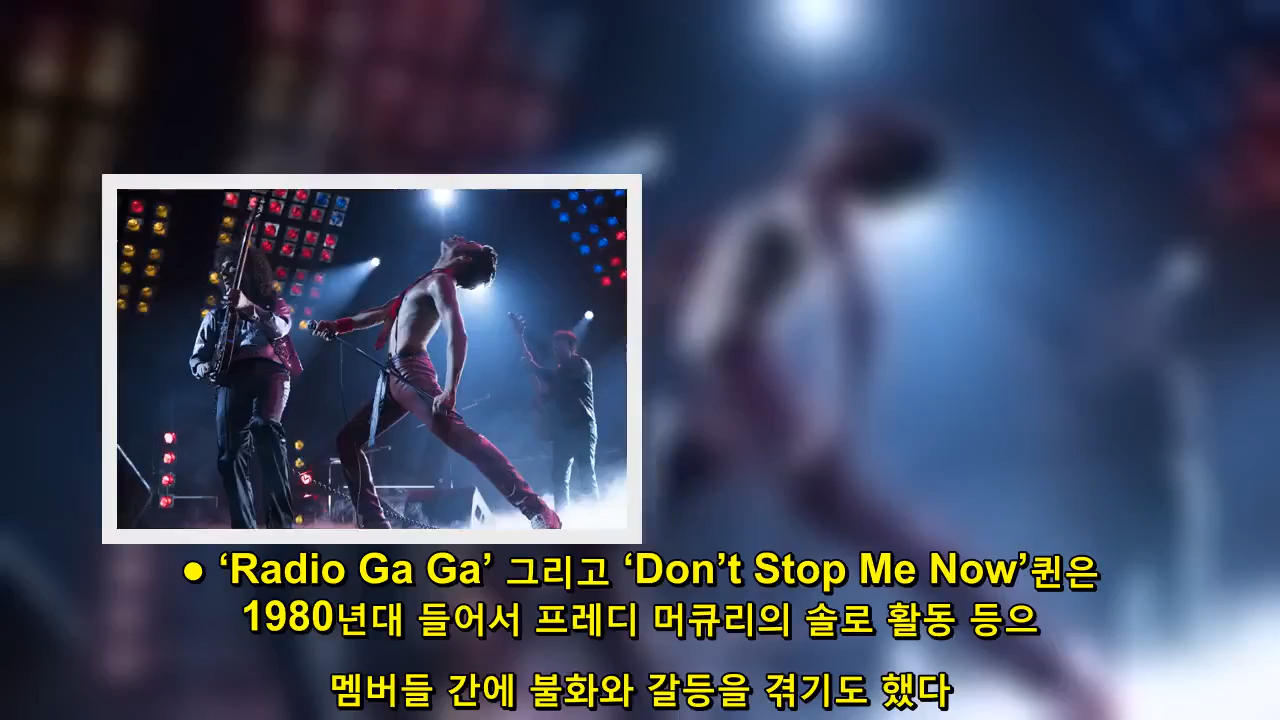 ● ‘Radio Ga Ga’ 그리고 ‘Don’t Stop Me Now’퀸은
1980년대 들어서 프레디 머큐리의 솔로 활동 등으
멤버들 간에 불화와 갈등을 겪기도 했다